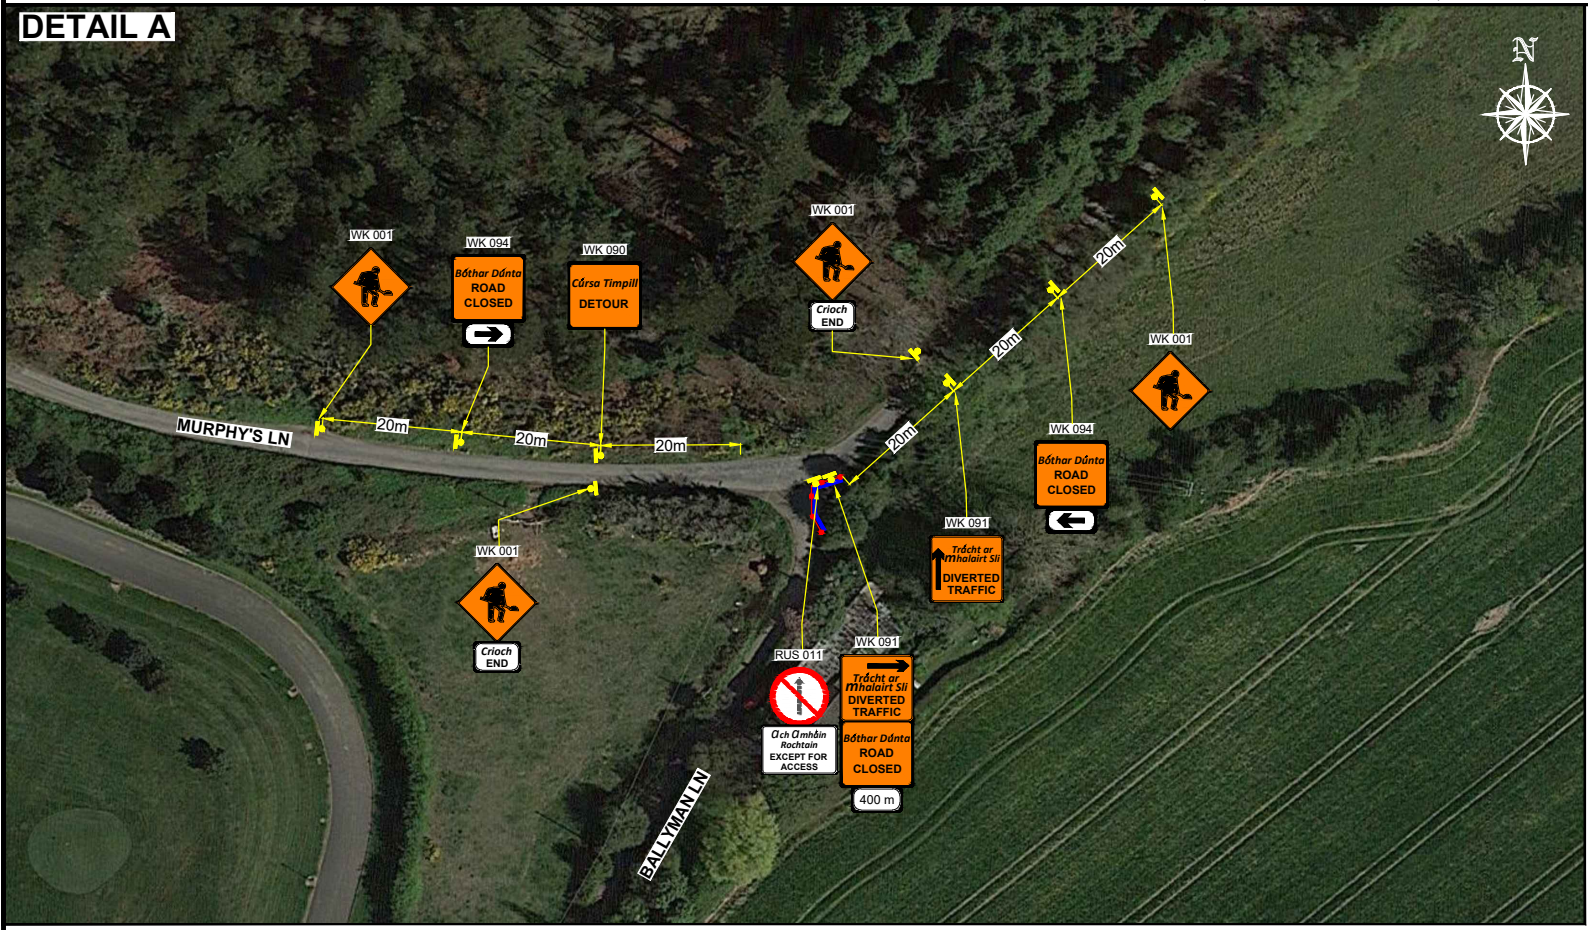 DETAIL A
N
WK 001
WK 094
Bóthar Dúnta
ROAD
CLOSED
WK 090
Cúrsa Timpill
DETOUR
WK 001
Crioch
END
20m
20m
20m
WK 001
MURPHY'S LN
20m
20m
20m
WK 094
Bóthar Dúnta
ROAD
CLOSED
WK 091
Trácht ar
mhalairt Slí
DIVERTED
TRAFFIC
WK 001
Crioch
END
RUS 011
Ach Amháin
Rochtain
EXCEPT FOR
ACCESS
WK 091
Trácht ar
mhalairt Slí
DIVERTED
TRAFFIC
Bóthar Dúnta
ROAD
CLOSED
400 m
BALLYMAN LN